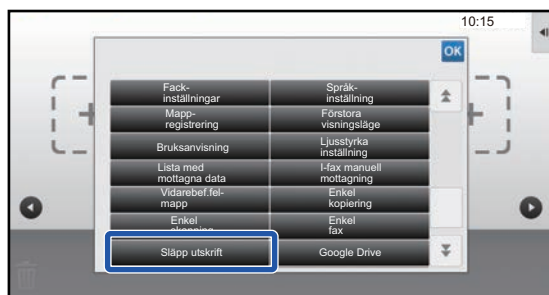 10:15
OK
Fack-
inställningar
Språk-
inställning
Mapp-
registrering
Förstora
visningsläge
Bruksanvisning
Ljusstyrka
inställning
Lista med
mottagna data
I-fax manuell
mottagning
Vidarebef.fel-
mapp
Enkel
kopiering
Enkel
Enkel
fax
Släpp utskrift
Google Drive